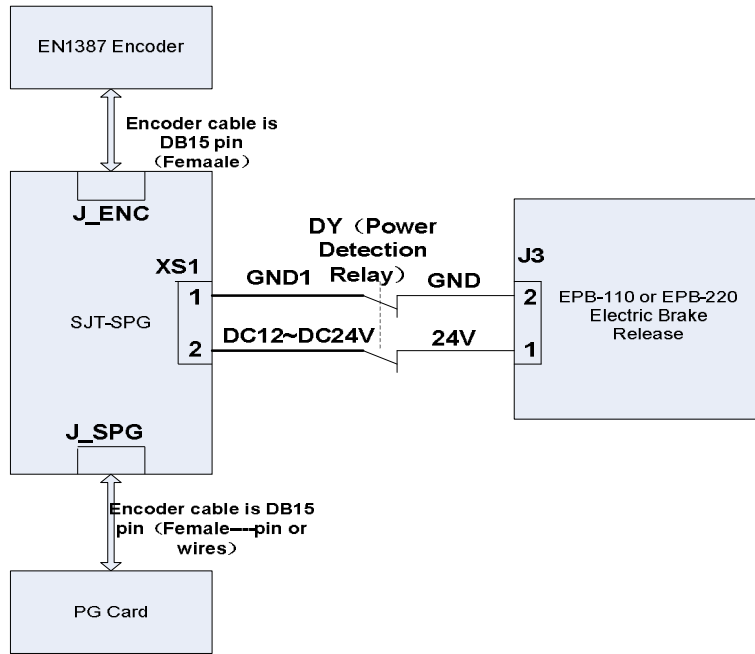 EN1387 Encoder
Encoder cable is
DB15 pin
（Femaale）
J_ENC
DY（Power
Detection
Relay）
XS1
J3
GND1
GND
1
2
SJT-SPG
EPB-110 or EPB-220
Electric Brake
Release
DC12~DC24V
24V
2
1
J_SPG
Encoder cable is DB15
pin（Female----pin or
wires）
PG Card